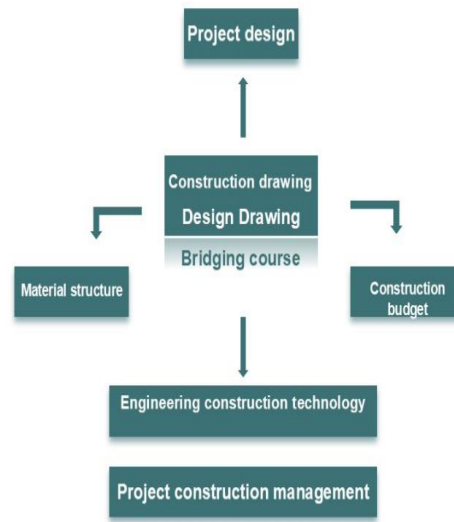 Project design
Construction drawing
Design Drawing
Bridging course
Material structure
Construction
budget
Engineering construction technology
Project construction management